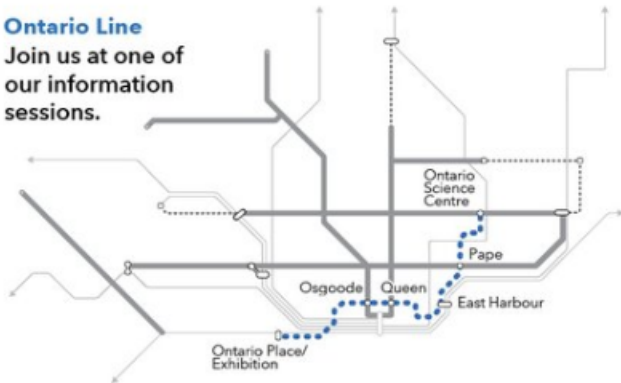 Ontario Line
Join us at one of
our information
sessions.
Ontario
Science
Centre
Pape
Osgoode
Queen
East Harbour
Ontario Place/
Exhibition